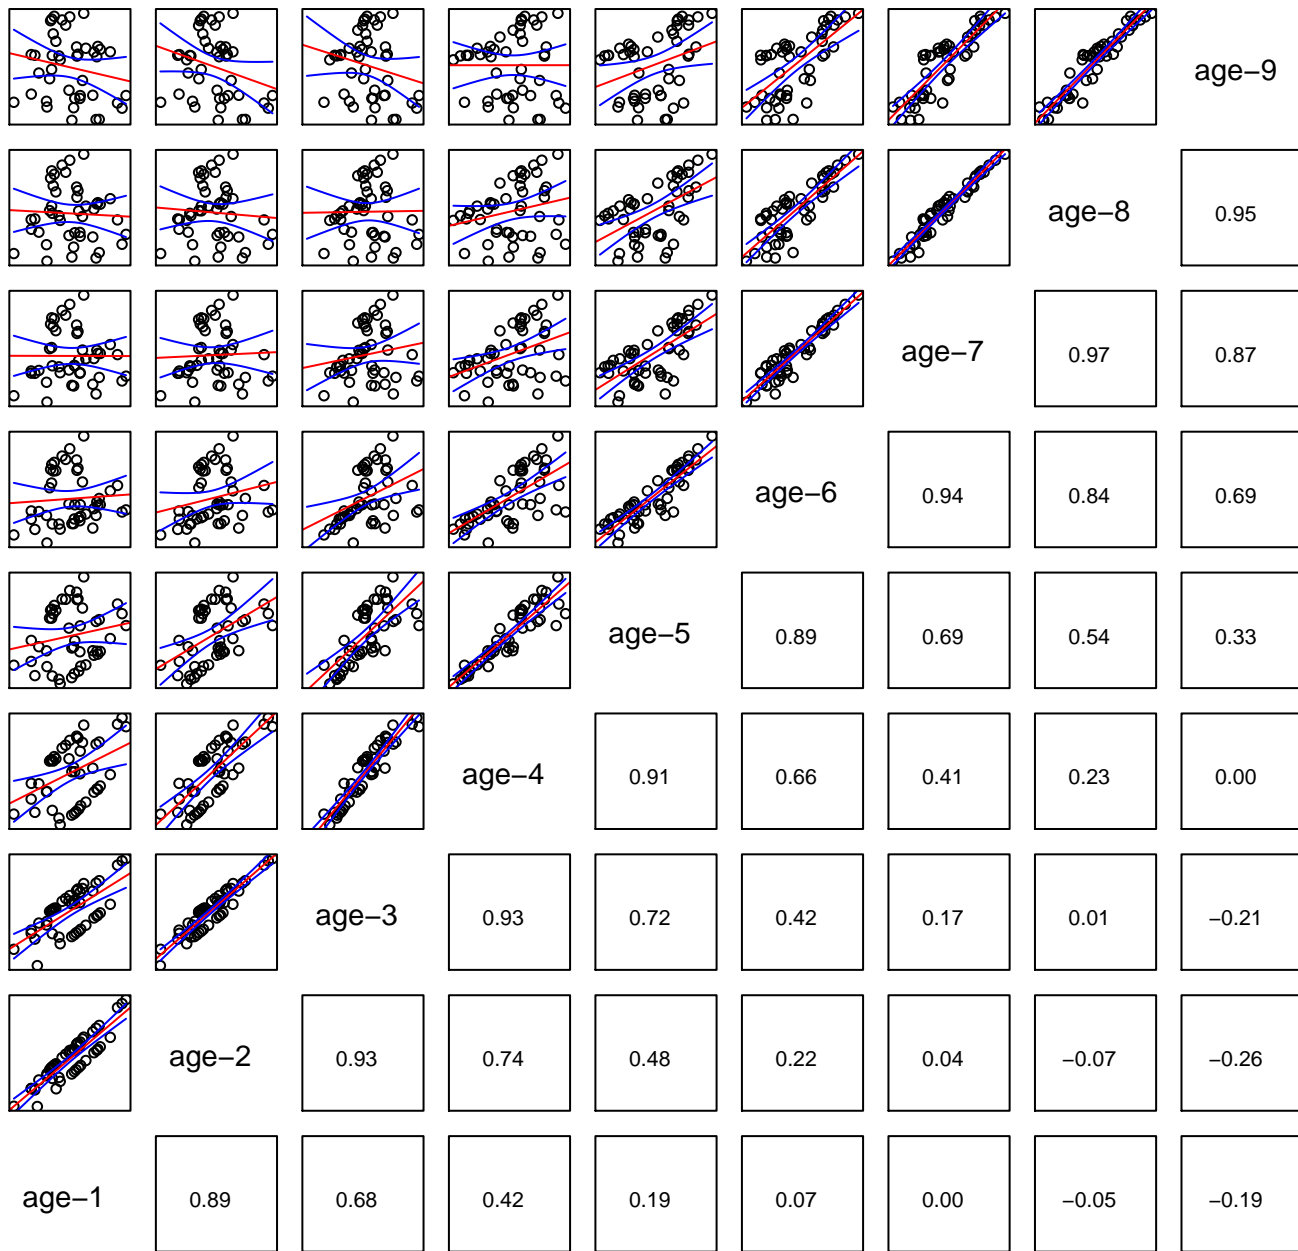 age−9
age−8 0.95
age−7 0.97 0.87
age−6 0.94 0.84 0.69
age−5 0.89 0.69 0.54 0.33
age−4 0.91 0.66 0.41 0.23 0.00
age−3 0.93 0.72 0.42 0.17 0.01 −0.21
age−2 0.93 0.74 0.48 0.22 0.04 −0.07 −0.26
age−1 0.89 0.68 0.42 0.19 0.07 0.00 −0.05 −0.19